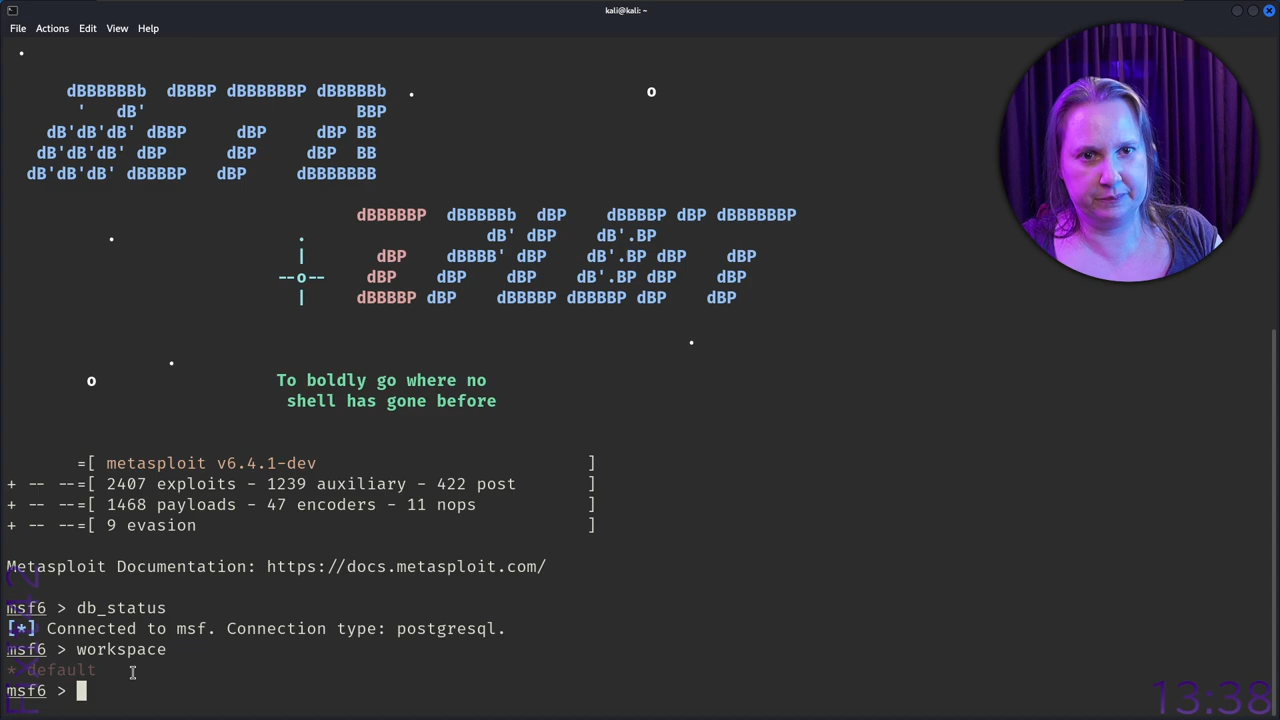 kali@kali: ~
File Actions Edit View Help
dBBBBBBb dBBBP dBBBBBBP dBBBBBb .
' dB' BBP
dB'dB'dB' dBBP dBP dBP BB
dB'dB'dB' dBP dBP dBP BB
dB'dB'dB' dBBBBP dBP dBBBBBBB
dBBBBBP dBBBBBb dBP dBBBBP dBP dBBBBBBP
. dB' dBP dB'.BP
| dBP dBBBB' dBP dB'.BP dBP dBP
--o-- dBP dBP dBP dB'.BP dBP dBP
| dBBBBP dBP dBBBBP dBBBBP dBP dBP
o To boldly go where no
shell has gone before
=[ metasploit v6.4.1-dev ]
+ -- --=[ 2407 exploits - 1239 auxiliary - 422 post ]
+ -- --=[ 1468 payloads - 47 encoders - 11 nops ]
+ -- --=[ 9 evasion ]
Metasploit Documentation: https://docs.metasploit.com/
msf6 > db_status
[*] Connected to msf. Connection type: postgresql.
msf6 > workspace
* default
msf6 >
13:38